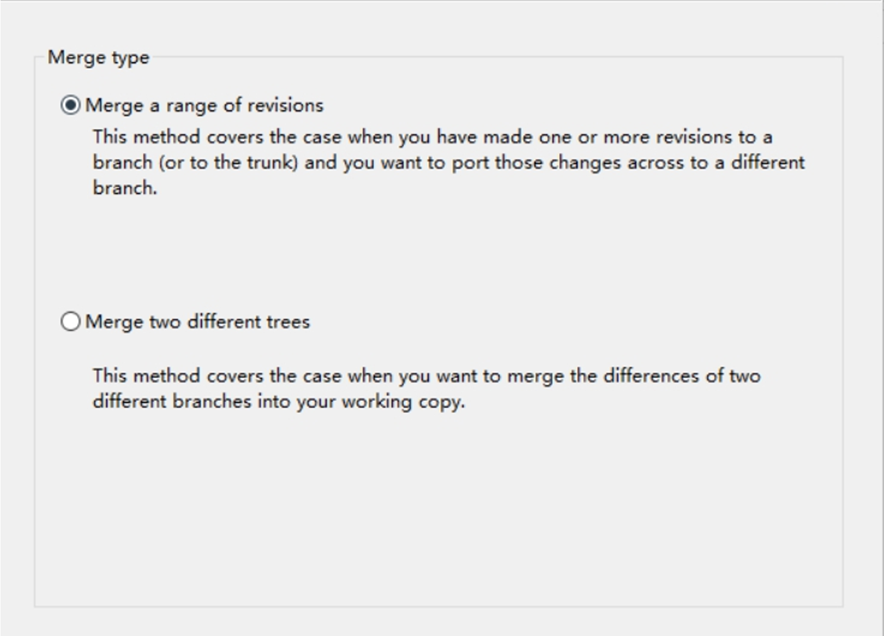 Merge type
Merge a range of revisions
This method covers the case when you have made one or more revisions to a
branch (or to the trunk) and you want to port those changes across to a different
branch.
Merge two different trees
This method covers the case when you want to merge the differences of two
different branches into your working copy.